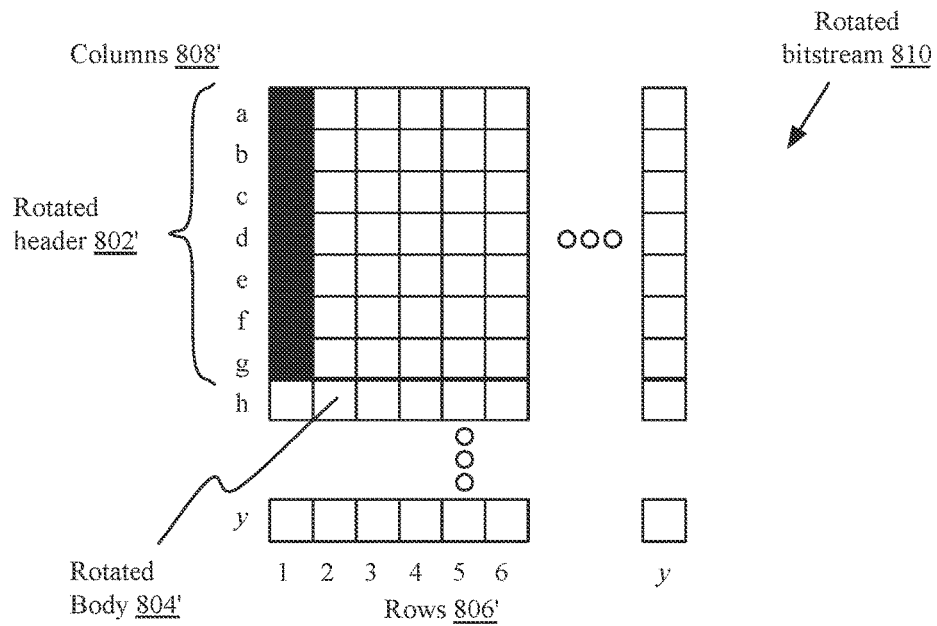 Rotated
bitstream 810
Columns 808'
a
b
c
d
e
f
g
h
Rotated
header 802'
y
1 2 3 4 5 6 y
Rows 806'
Rotated
Body 804'